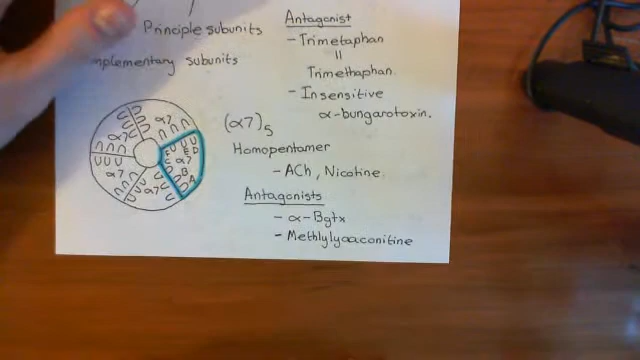 Principle subunits
mplementary subunits
Antagonist
- Trimetaphan
=
Trimethaphan
- Insensitive
α-bungarotoxin.
α7
α7
α7
α7
α7
F
E
D
C
B
A
(α7)5
Homopentamer
- ACh, Nicotine
Antagonists
- α-Bgtx
- Methlylycaconitine